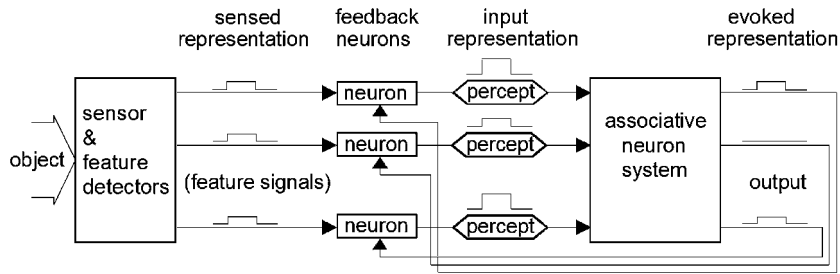 sensed
representation
feedback
neurons
input
representation
evoked
representation
object
sensor
&
feature
detectors
(feature signals)
neuron
neuron
neuron
percept
percept
percept
associative
neuron
system
output